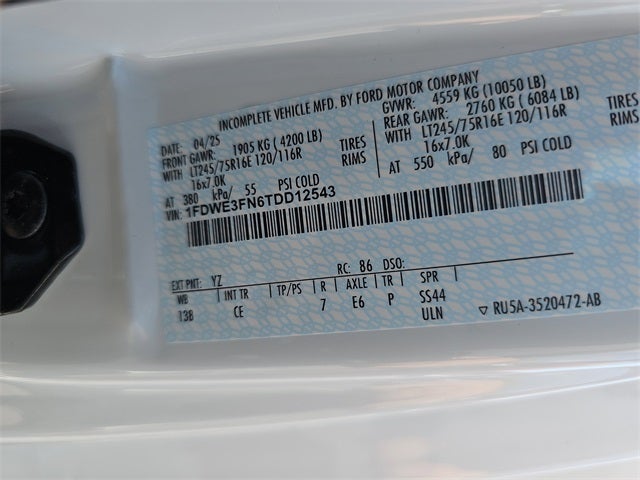 INCOMPLETE VEHICLE MFD. BY FORD MOTOR COMPANY
DATE: 04/25 GVWR: 4559 KG (10050 LB)
FRONT GAWR: 1905 KG (4200 LB) REAR GAWR: 2760 KG (6084 LB)
WITH LT245/75R16E 120/116R TIRES WITH LT245/75R16E 120/116R TIRES
16x7.0K RIMS 16x7.0K RIMS
AT 380 kPa/ 55 PSI COLD AT 550 kPa/ 80 PSI COLD
VIN: 1FDWE3FN6TDD12543
EXT PNT: YZ RC: 86 DSO:
WB INT TR TP/PS R AXLE TR SPR
138 CE 7 E6 P SS44
ULN ▽ RU5A-3520472-AB